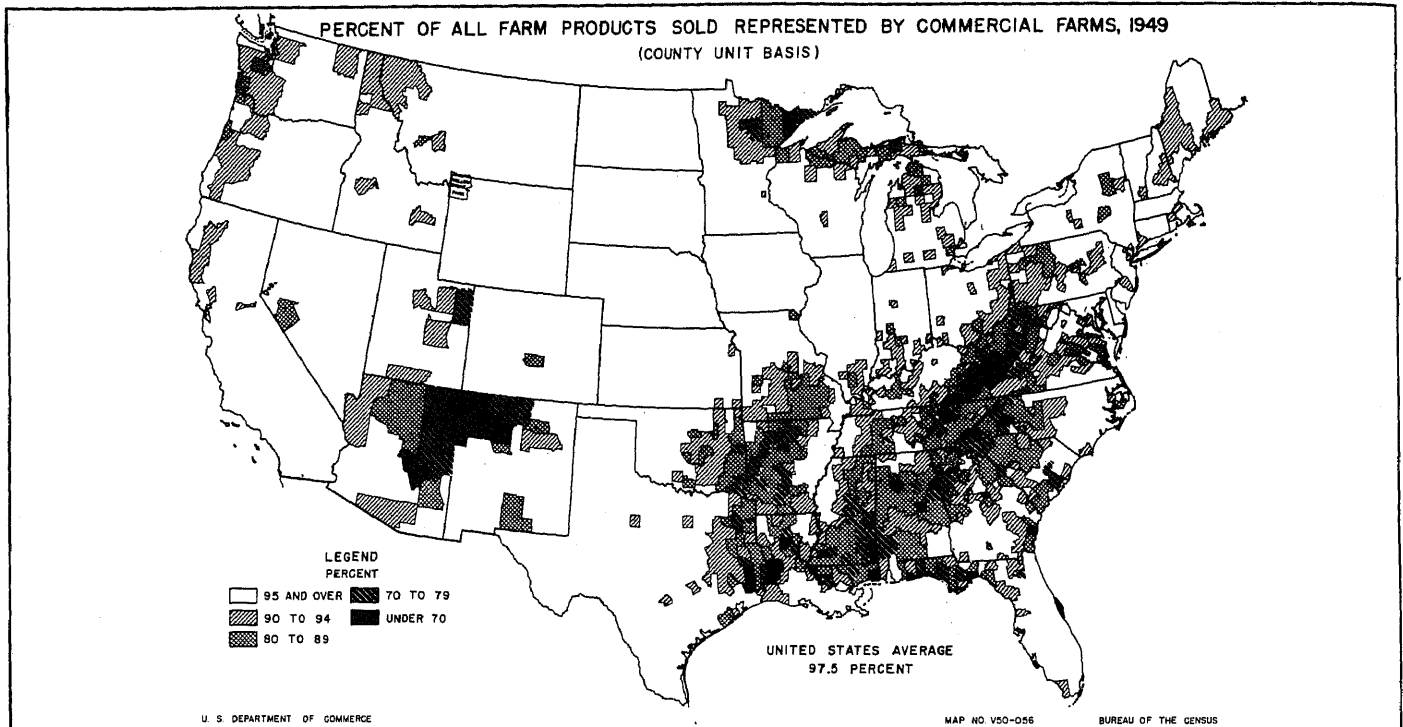 PERCENT OF ALL FARM PRODUCTS SOLD REPRESENTED BY COMMERCIAL FARMS, 1949
(COUNTY UNIT BASIS)
LEGEND
PERCENT
95 AND OVER
70 TO 79
90 TO 94
UNDER 70
80 TO 89
UNITED STATES AVERAGE
97.5 PERCENT
U. S. DEPARTMENT OF COMMERCE
MAP NO. V50-056
BUREAU OF THE CENSUS